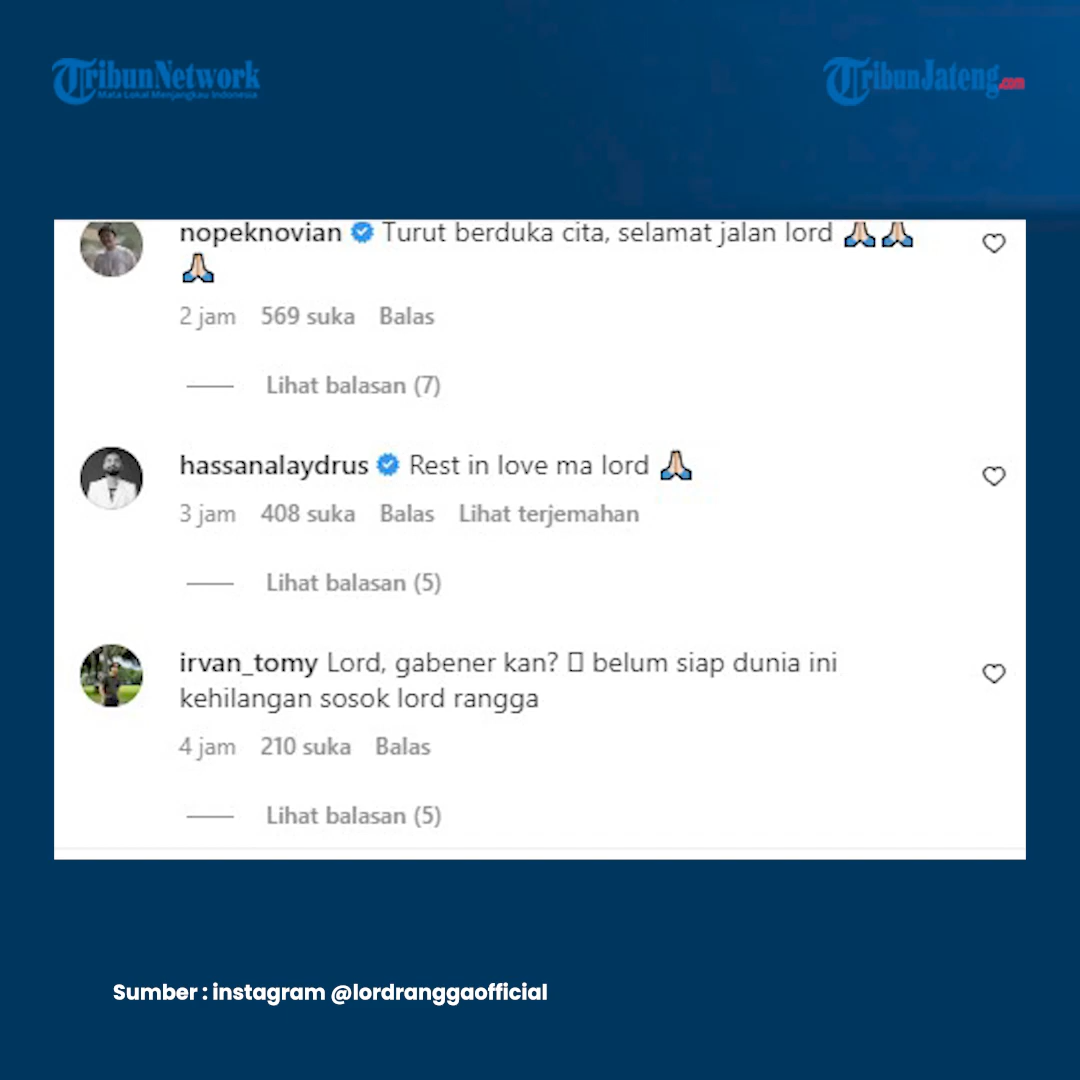 TribunNetwork
Mata Lokal Menjangkau Indonesia
TribunJateng.com
nopeknovian Turut berduka cita, selamat jalan lord 🙏🏻🙏🏻
🙏🏻
2 jam 569 suka Balas
Lihat balasan (7)
hassanalaydrus Rest in love ma lord 🙏🏻
3 jam 408 suka Balas Lihat terjemahan
Lihat balasan (5)
irvan_tomy Lord, gabener kan? ▯ belum siap dunia ini
kehilangan sosok lord rangga
4 jam 210 suka Balas
Lihat balasan (5)
Sumber : instagram @lordranggaofficial